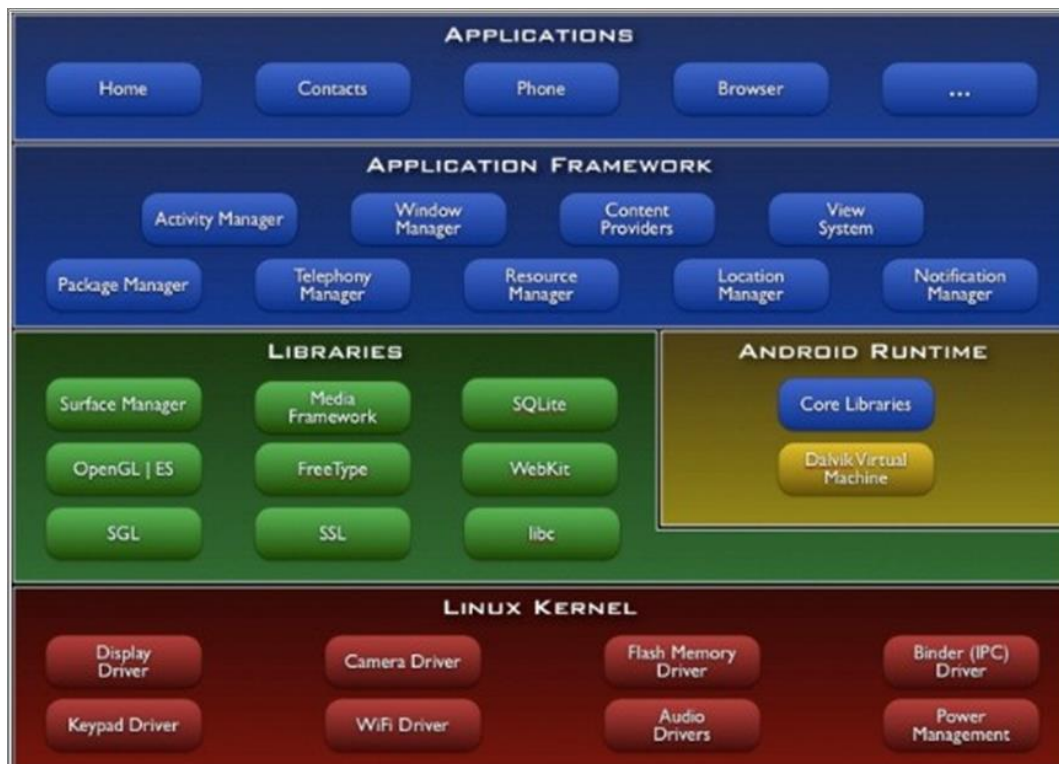 APPLICATIONS
Home Contacts Phone Browser ...
APPLICATION FRAMEWORK
Activity Manager
Window
Manager
Content
Providers
View
System
Package Manager
Telephony
Manager
Resource
Manager
Location
Manager
Notification
Manager
LIBRARIES
Surface Manager
Media
Framework
SQLite
OpenGL | ES
FreeType
WebKit
SGL
SSL
libc
ANDROID RUNTIME
Core Libraries
Dalvik Virtual
Machine
LINUX KERNEL
Display
Driver
Camera Driver
Flash Memory
Driver
Binder (IPC)
Driver
Keypad Driver
WiFi Driver
Audio
Drivers
Power
Management